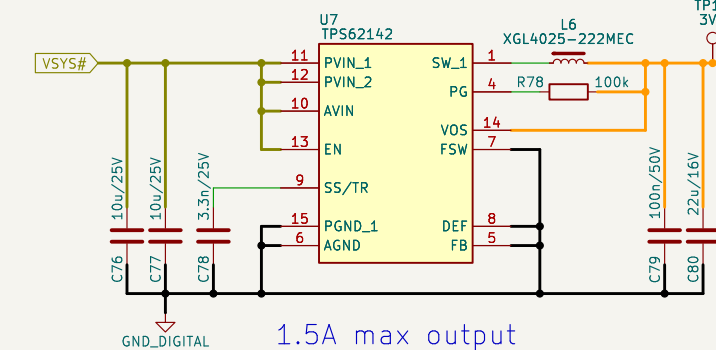 TP1
U7
TPS62142
L6
XGL4025-222MEC
3V
VSYS#
11 PVIN_1 SW_1 1
12 PVIN_2
R78 100k
PG 4
10 AVIN
VOS 14
13 EN FSW 7
10u/25V
10u/25V
3.3n/25V
100n/50V
22u/16V
9 SS/TR
15 PGND_1 DEF 8
6 AGND FB 5
C76
C77
C78
C79
C80
GND_DIGITAL
1.5A max output